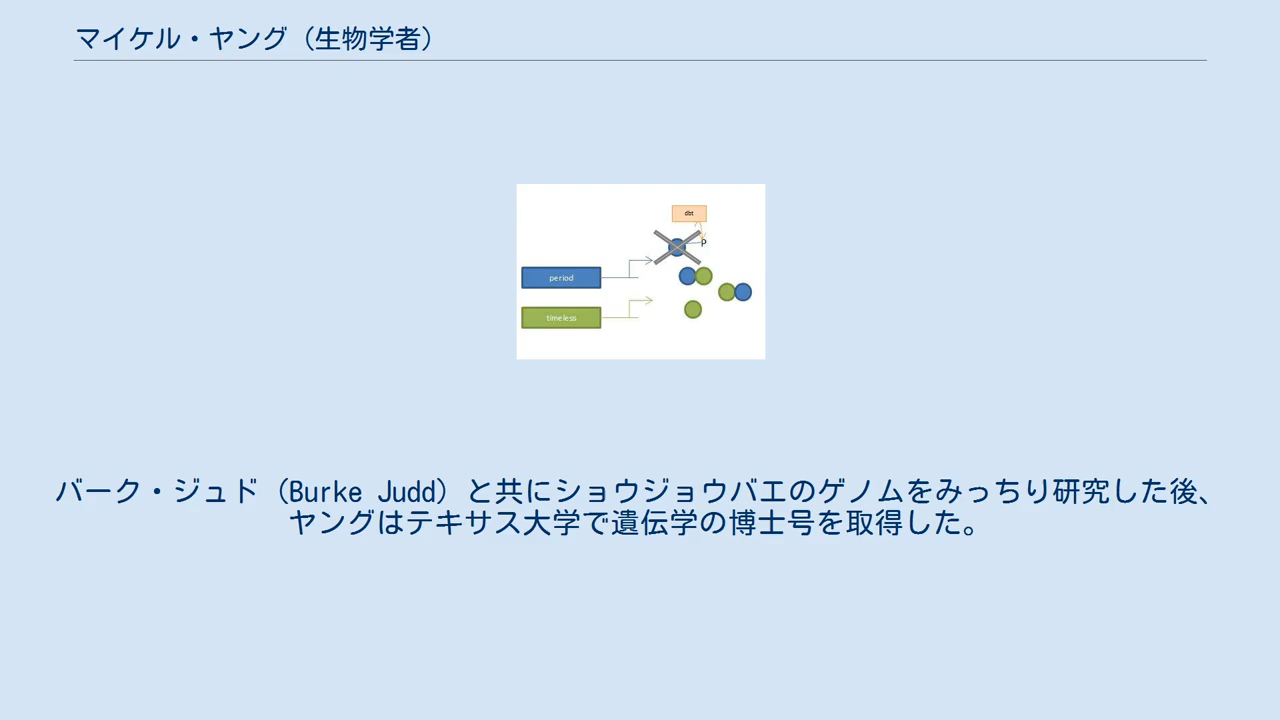 マイケル・ヤング（生物学者）
dbt
P
period
timeless
バーク・ジュド（Burke Judd）と共にショウジョウバエのゲノムをみっちり研究した後、
ヤングはテキサス大学で遺伝学の博士号を取得した。